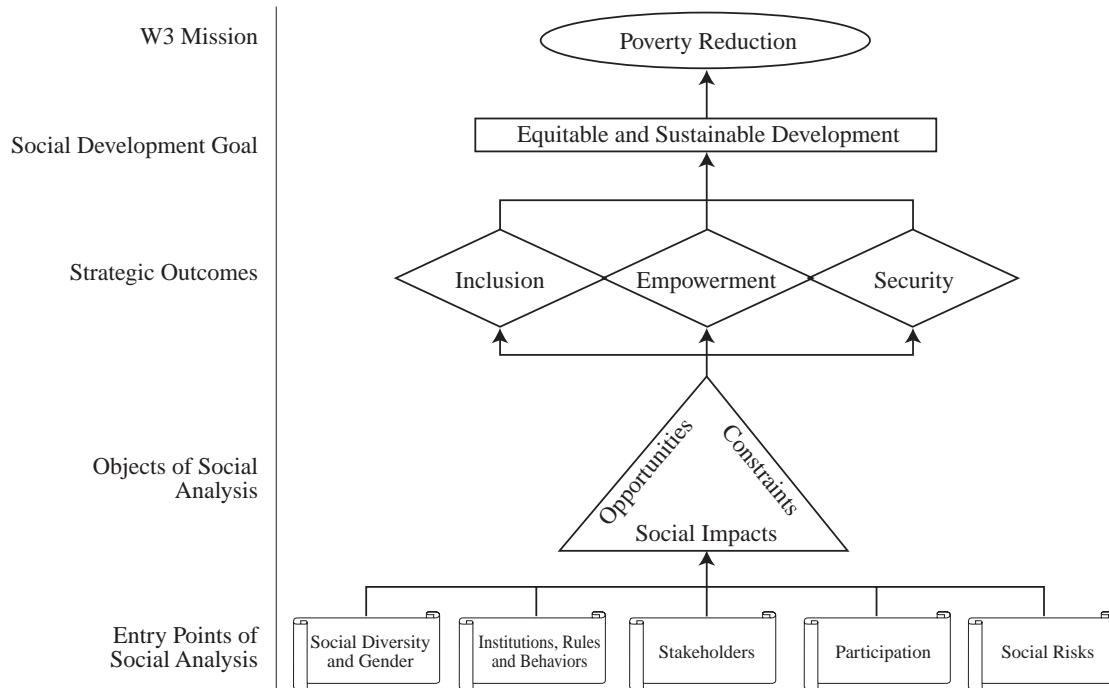 W3 Mission
Poverty Reduction
Social Development Goal
Equitable and Sustainable Development
Strategic Outcomes
Inclusion
Empowerment
Security
Objects of Social
Analysis
Opportunities
Constraints
Social Impacts
Entry Points of
Social Analysis
Social Diversity
and Gender
Institutions, Rules
and Behaviors
Stakeholders
Participation
Social Risks